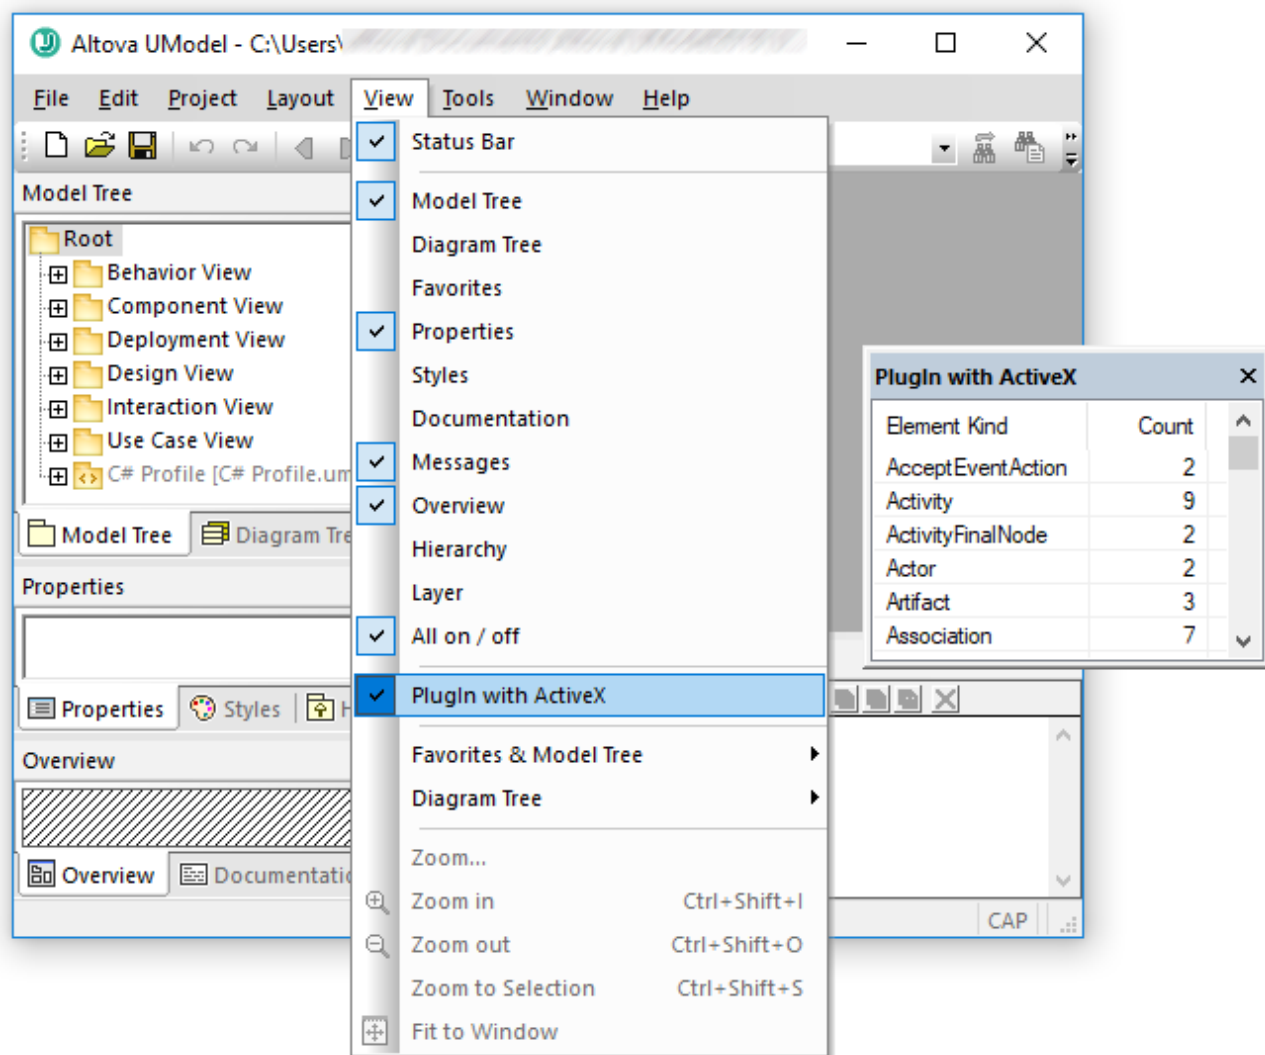 Altova UModel - C:\Users\
File Edit Project Layout View Tools Window Help
Model Tree
Root
Behavior View
Component View
Deployment View
Design View
Interaction View
Use Case View
C# Profile [C# Profile.um
Model Tree Diagram Tre
Properties
Properties Styles H
Overview
Overview Documentatio
Status Bar
Model Tree
Diagram Tree
Favorites
Properties
Styles
Documentation
Messages
Overview
Hierarchy
Layer
All on / off
PlugIn with ActiveX
Favorites & Model Tree
Diagram Tree
Zoom...
Zoom in Ctrl+Shift+I
Zoom out Ctrl+Shift+O
Zoom to Selection Ctrl+Shift+S
Fit to Window
PlugIn with ActiveX
Element Kind Count
AcceptEventAction 2
Activity 9
ActivityFinalNode 2
Actor 2
Artifact 3
Association 7
CAP